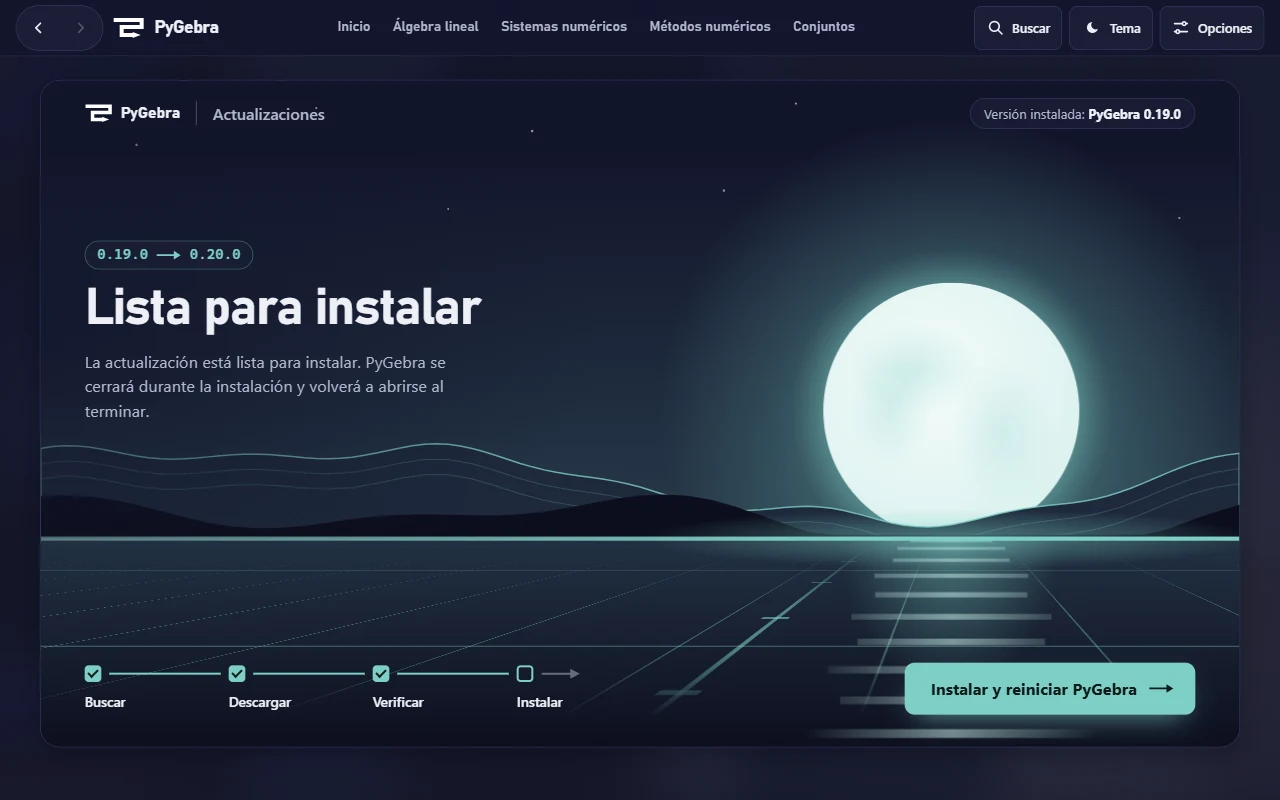 PyGebra
Inicio
Álgebra lineal
Sistemas numéricos
Métodos numéricos
Conjuntos
Buscar
Tema
Opciones
PyGebra
Actualizaciones
Versión instalada: PyGebra 0.19.0
0.19.0 → 0.20.0
Lista para instalar
La actualización está lista para instalar. PyGebra se
cerrará durante la instalación y volverá a abrirse al
terminar.
Buscar
Descargar
Verificar
Instalar
Instalar y reiniciar PyGebra →